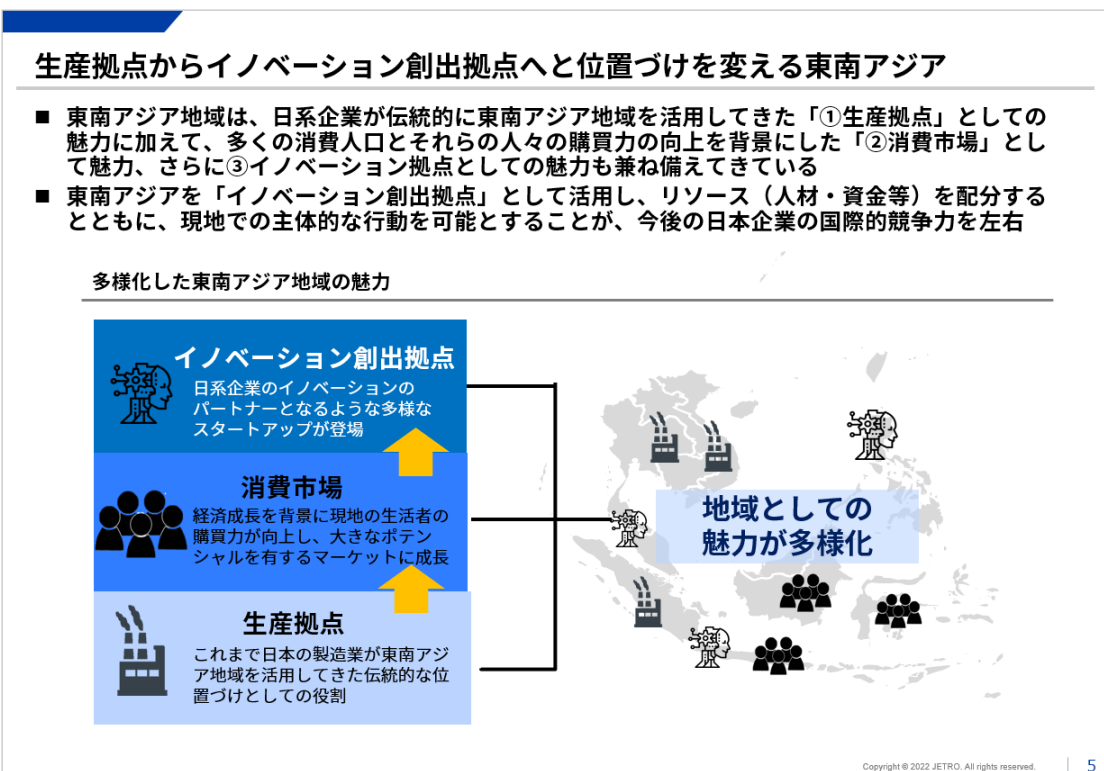 生産拠点からイノベーション創出拠点へと位置づけを変える東南アジア
■ 東南アジア地域は、日系企業が伝統的に東南アジア地域を活用してきた「①生産拠点」としての
魅力に加えて、多くの消費人口とそれらの人々の購買力の向上を背景にした「②消費市場」とし
て魅力、さらに③イノベーション拠点としての魅力も兼ね備えてきている
■ 東南アジアを「イノベーション創出拠点」として活用し、リソース（人材・資金等）を配分する
とともに、現地での主体的な行動を可能とすることが、今後の日本企業の国際的競争力を左右
多様化した東南アジア地域の魅力
イノベーション創出拠点
日系企業のイノベーションの
パートナーとなるような多様な
スタートアップが登場
消費市場
経済成長を背景に現地の生活者の
購買力が向上し、大きなポテン
シャルを有するマーケットに成長
生産拠点
これまで日本の製造業が東南アジ
ア地域を活用してきた伝統的な位
置づけとしての役割
地域としての
魅力が多様化
Copyright © 2022 JETRO. All rights reserved.
5